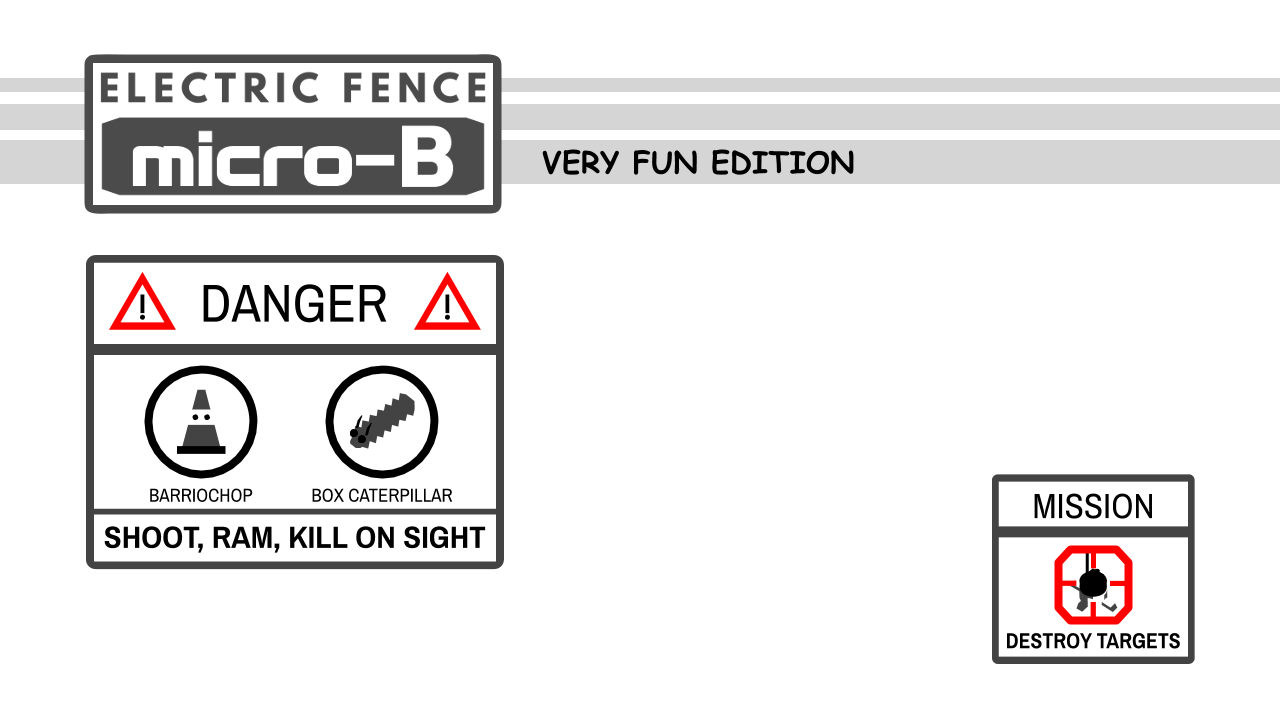 ELECTRIC FENCE
micro-B
VERY FUN EDITION
! DANGER !
BARRIOCHOP BOX CATERPILLAR
SHOOT, RAM, KILL ON SIGHT
MISSION
DESTROY TARGETS